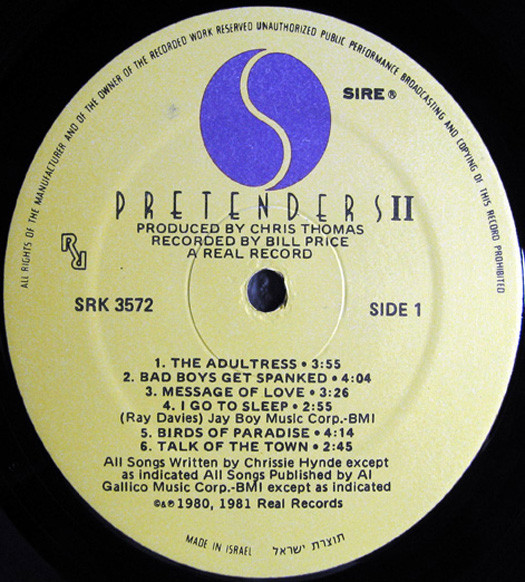 ALL RIGHTS OF THE MANUFACTURER AND OF THE OWNER OF THE RECORDED WORK RESERVED UNAUTHORIZED PUBLIC PERFORMANCE BROADCASTING AND COPYING OF THIS RECORD PROHIBITED
SIRE®
PRETENDERS II
PRODUCED BY CHRIS THOMAS
RECORDED BY BILL PRICE
A REAL RECORD
SRK 3572
SIDE 1
1. THE ADULTRESS • 3:55
2. BAD BOYS GET SPANKED • 4:04
3. MESSAGE OF LOVE • 3:26
4. I GO TO SLEEP • 2:55
(Ray Davies) Jay Boy Music Corp.-BMI
5. BIRDS OF PARADISE • 4:14
6. TALK OF THE TOWN • 2:45
All Songs Written by Chrissie Hynde except
as indicated All Songs Published by Al
Gallico Music Corp.-BMI except as indicated
©&℗ 1980, 1981 Real Records
MADE IN ISRAEL תוצרת ישראל